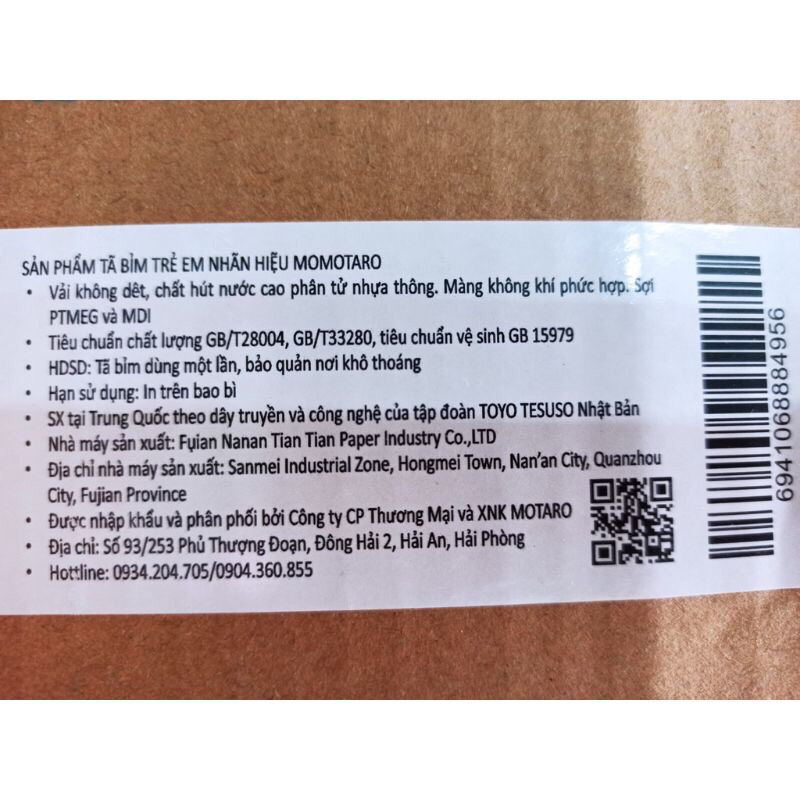 SẢN PHẨM TÃ BỈM TRẺ EM NHÃN HIỆU MOMOTARO
• Vải không dêt, chất hút nước cao phân tử nhựa thông. Màng không khí phức hợp. Sợi
PTMEG và MDI
• Tiêu chuẩn chất lượng GB/T28004, GB/T33280, tiêu chuẩn vệ sinh GB 15979
• HDSD: Tã bỉm dùng một lần, bảo quản nơi khô thoáng
• Hạn sử dụng: In trên bao bì
• SX tại Trung Quốc theo dây truyền và công nghệ của tập đoàn TOYO TESUSO Nhật Bản
• Nhà máy sản xuất: Fụian Nanan Tian Tian Paper Industry Co.,LTD
• Địa chỉ nhà máy sản xuất: Sanmei Industrial Zone, Hongmei Town, Nan'an City, Quanzhou
City, Fujian Province
• Được nhập khẩu và phân phối bởi Công ty CP Thương Mại và XNK MOTARO
• Địa chỉ: Số 93/253 Phủ Thượng Đoạn, Đông Hải 2, Hải An, Hải Phòng
• Hottline: 0934.204.705/0904.360.855
6941068884956